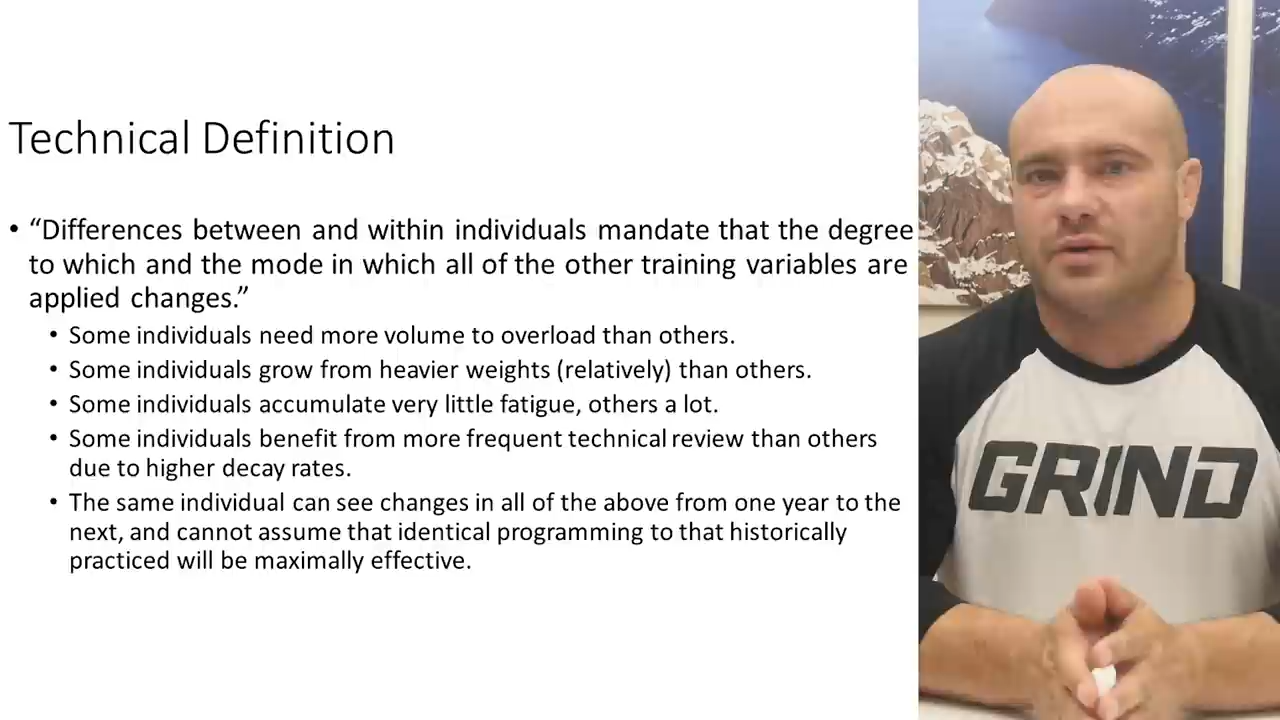 Technical Definition
• “Differences between and within individuals mandate that the degree
to which and the mode in which all of the other training variables are
applied changes.”
• Some individuals need more volume to overload than others.
• Some individuals grow from heavier weights (relatively) than others.
• Some individuals accumulate very little fatigue, others a lot.
• Some individuals benefit from more frequent technical review than others
due to higher decay rates.
• The same individual can see changes in all of the above from one year to the
next, and cannot assume that identical programming to that historically
practiced will be maximally effective.
GRIND